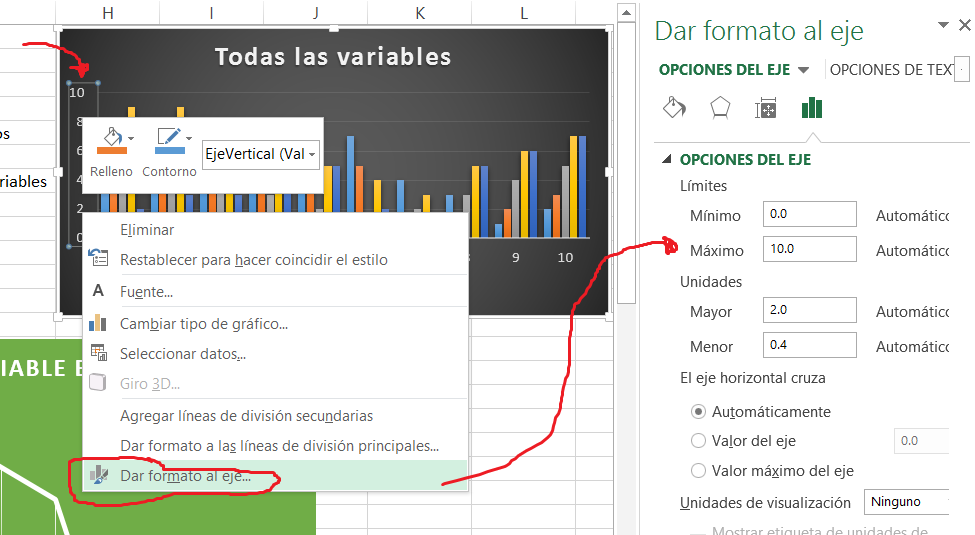 H I J K L
Todas las variables
10
8
6
4
2
0
9 10
os
riables
Relleno Contorno EjeVertical (Val
Eliminar
Restablecer para hacer coincidir el estilo
Fuente...
Cambiar tipo de gráfico...
Seleccionar datos...
Giro 3D...
Agregar líneas de división secundarias
Dar formato a las líneas de división principales...
Dar formato al eje...
IABLE
Dar formato al eje
OPCIONES DEL EJE OPCIONES DE TEX
OPCIONES DEL EJE
Límites
Mínimo 0.0 Automátic
Máximo 10.0 Automátic
Unidades
Mayor 2.0 Automátic
Menor 0.4 Automátic
El eje horizontal cruza
Automáticamente
Valor del eje 0.0
Valor máximo del eje
Unidades de visualización Ninguno
Mostrar etiqueta de unidades de